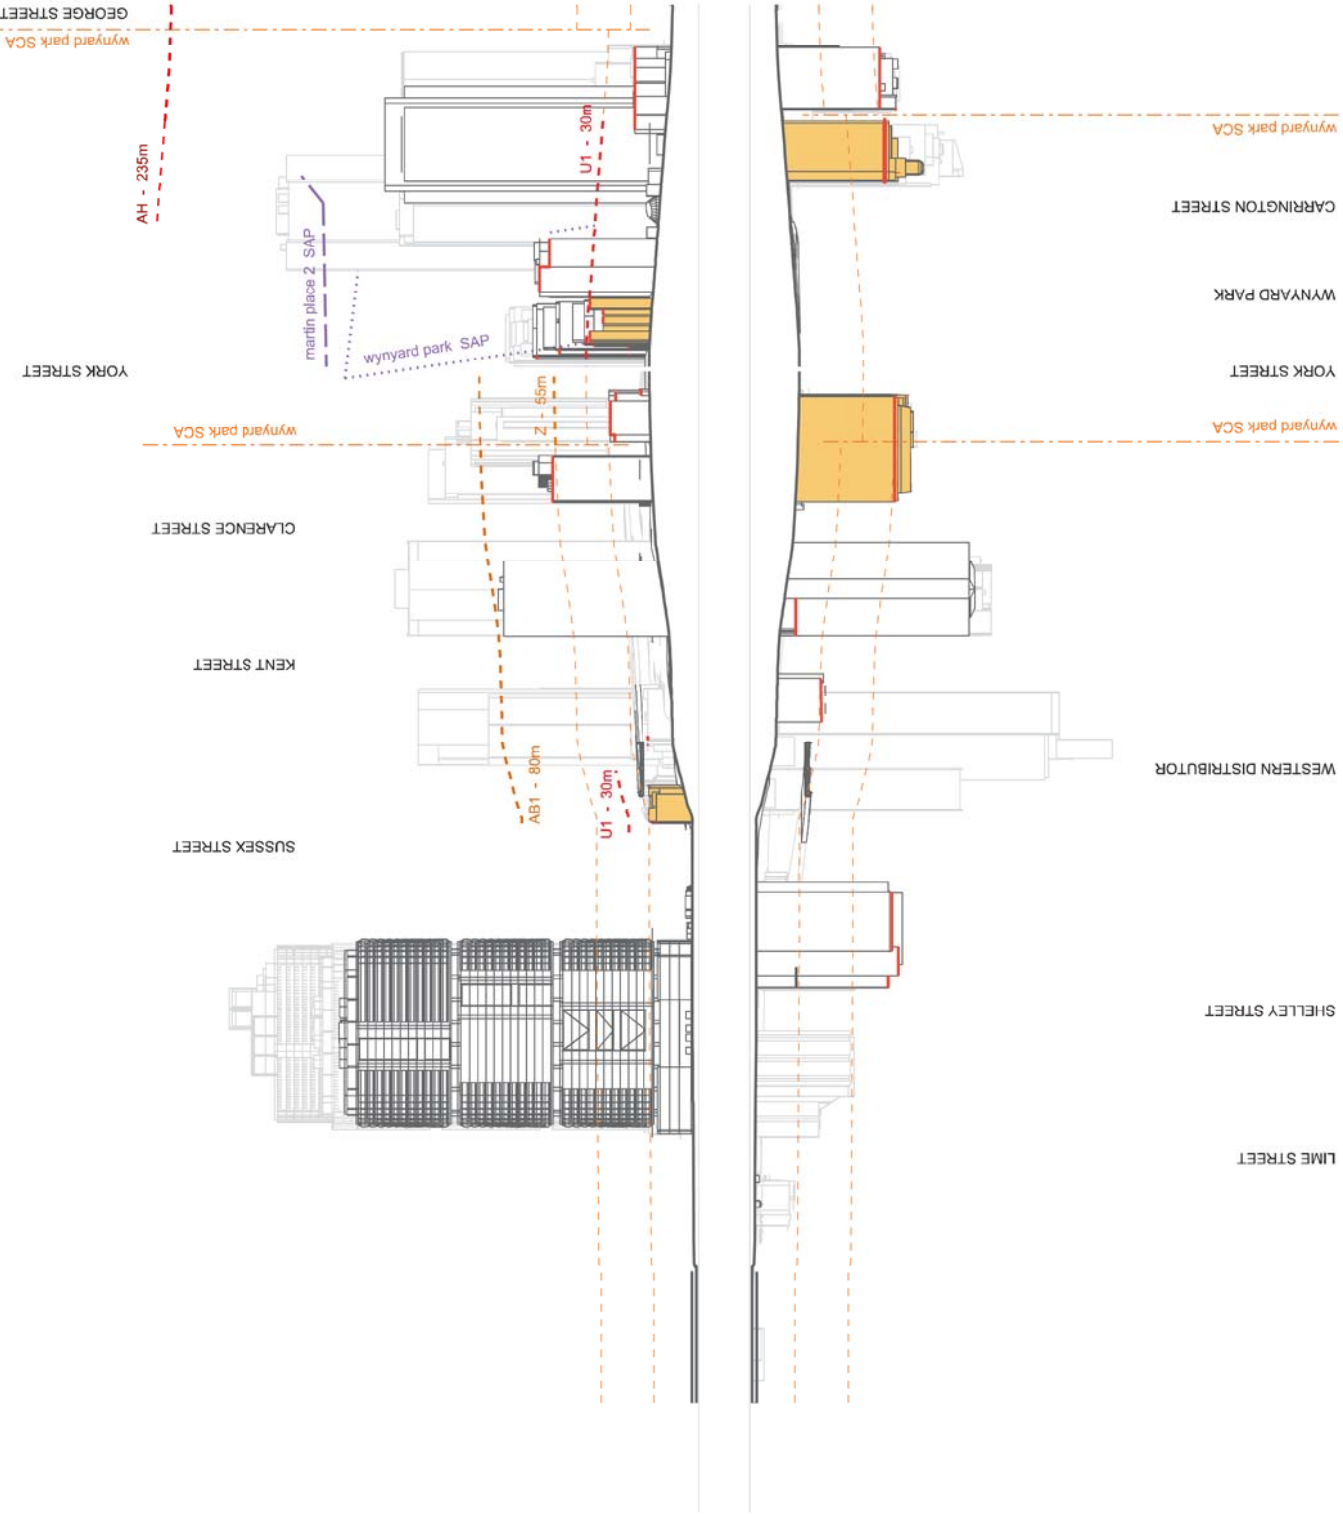 GEORGE STREET
wynyard park SCA
AH - 235m
U1 - 30m
wynyard park SCA
CARRINGTON STREET
martin place 2 SAP
WYNYARD PARK
wynyard park SAP
YORK STREET
YORK STREET
Z - 55m
wynyard park SCA
wynyard park SCA
CLARENCE STREET
KENT STREET
AB1 - 80m
U1 - 30m
WESTERN DISTRIBUTOR
SUSSEX STREET
SHELLEY STREET
LIME STREET